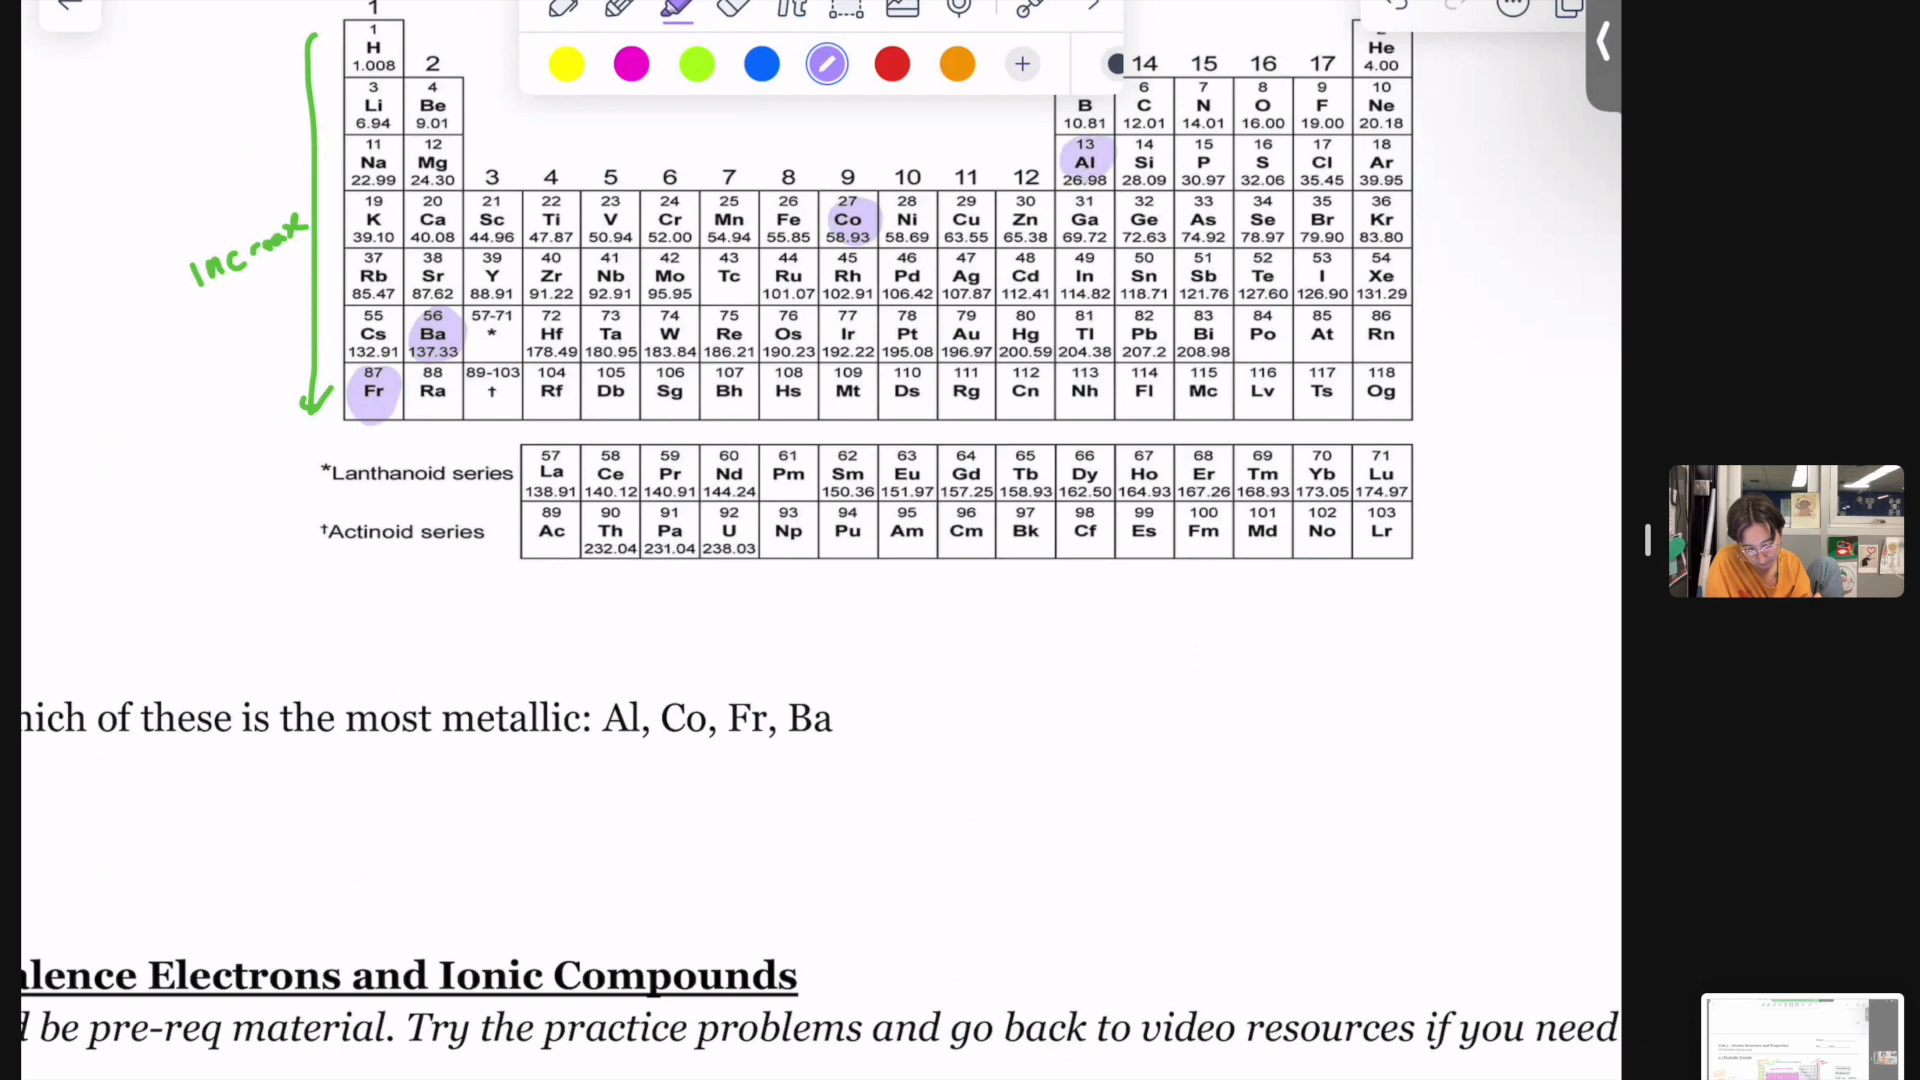 1
1
H
1.008
2
He
4.00
2
14 15 16 17
3 4 6 7 8 9 10
Li Be B C N O F Ne
6.94 9.01 10.81 12.01 14.01 16.00 19.00 20.18
11 12 13 14 15 16 17 18
Na Mg Al Si P S Cl Ar
22.99 24.30 26.98 28.09 30.97 32.06 35.45 39.95
3 4 5 6 7 8 9 10 11 12
19 20 21 22 23 24 25 26 27 28 29 30 31 32 33 34 35 36
K Ca Sc Ti V Cr Mn Fe Co Ni Cu Zn Ga Ge As Se Br Kr
39.10 40.08 44.96 47.87 50.94 52.00 54.94 55.85 58.93 58.69 63.55 65.38 69.72 72.63 74.92 78.97 79.90 83.80
37 38 39 40 41 42 43 44 45 46 47 48 49 50 51 52 53 54
Rb Sr Y Zr Nb Mo Tc Ru Rh Pd Ag Cd In Sn Sb Te I Xe
85.47 87.62 88.91 91.22 92.91 95.95 101.07 102.91 106.42 107.87 112.41 114.82 118.71 121.76 127.60 126.90 131.29
55 56 57-71 72 73 74 75 76 77 78 79 80 81 82 83 84 85 86
Cs Ba * Hf Ta W Re Os Ir Pt Au Hg Tl Pb Bi Po At Rn
132.91 137.33 178.49 180.95 183.84 186.21 190.23 192.22 195.08 196.97 200.59 204.38 207.2 208.98
87 88 89-103 104 105 106 107 108 109 110 111 112 113 114 115 116 117 118
Fr Ra † Rf Db Sg Bh Hs Mt Ds Rg Cn Nh Fl Mc Lv Ts Og
57 58 59 60 61 62 63 64 65 66 67 68 69 70 71
*Lanthanoid series La Ce Pr Nd Pm Sm Eu Gd Tb Dy Ho Er Tm Yb Lu
138.91 140.12 140.91 144.24 150.36 151.97 157.25 158.93 162.50 164.93 167.26 168.93 173.05 174.97
89 90 91 92 93 94 95 96 97 98 99 100 101 102 103
†Actinoid series Ac Th Pa U Np Pu Am Cm Bk Cf Es Fm Md No Lr
232.04 231.04 238.03
hich of these is the most metallic: Al, Co, Fr, Ba
alence Electrons and Ionic Compounds
d be pre-req material. Try the practice problems and go back to video resources if you need